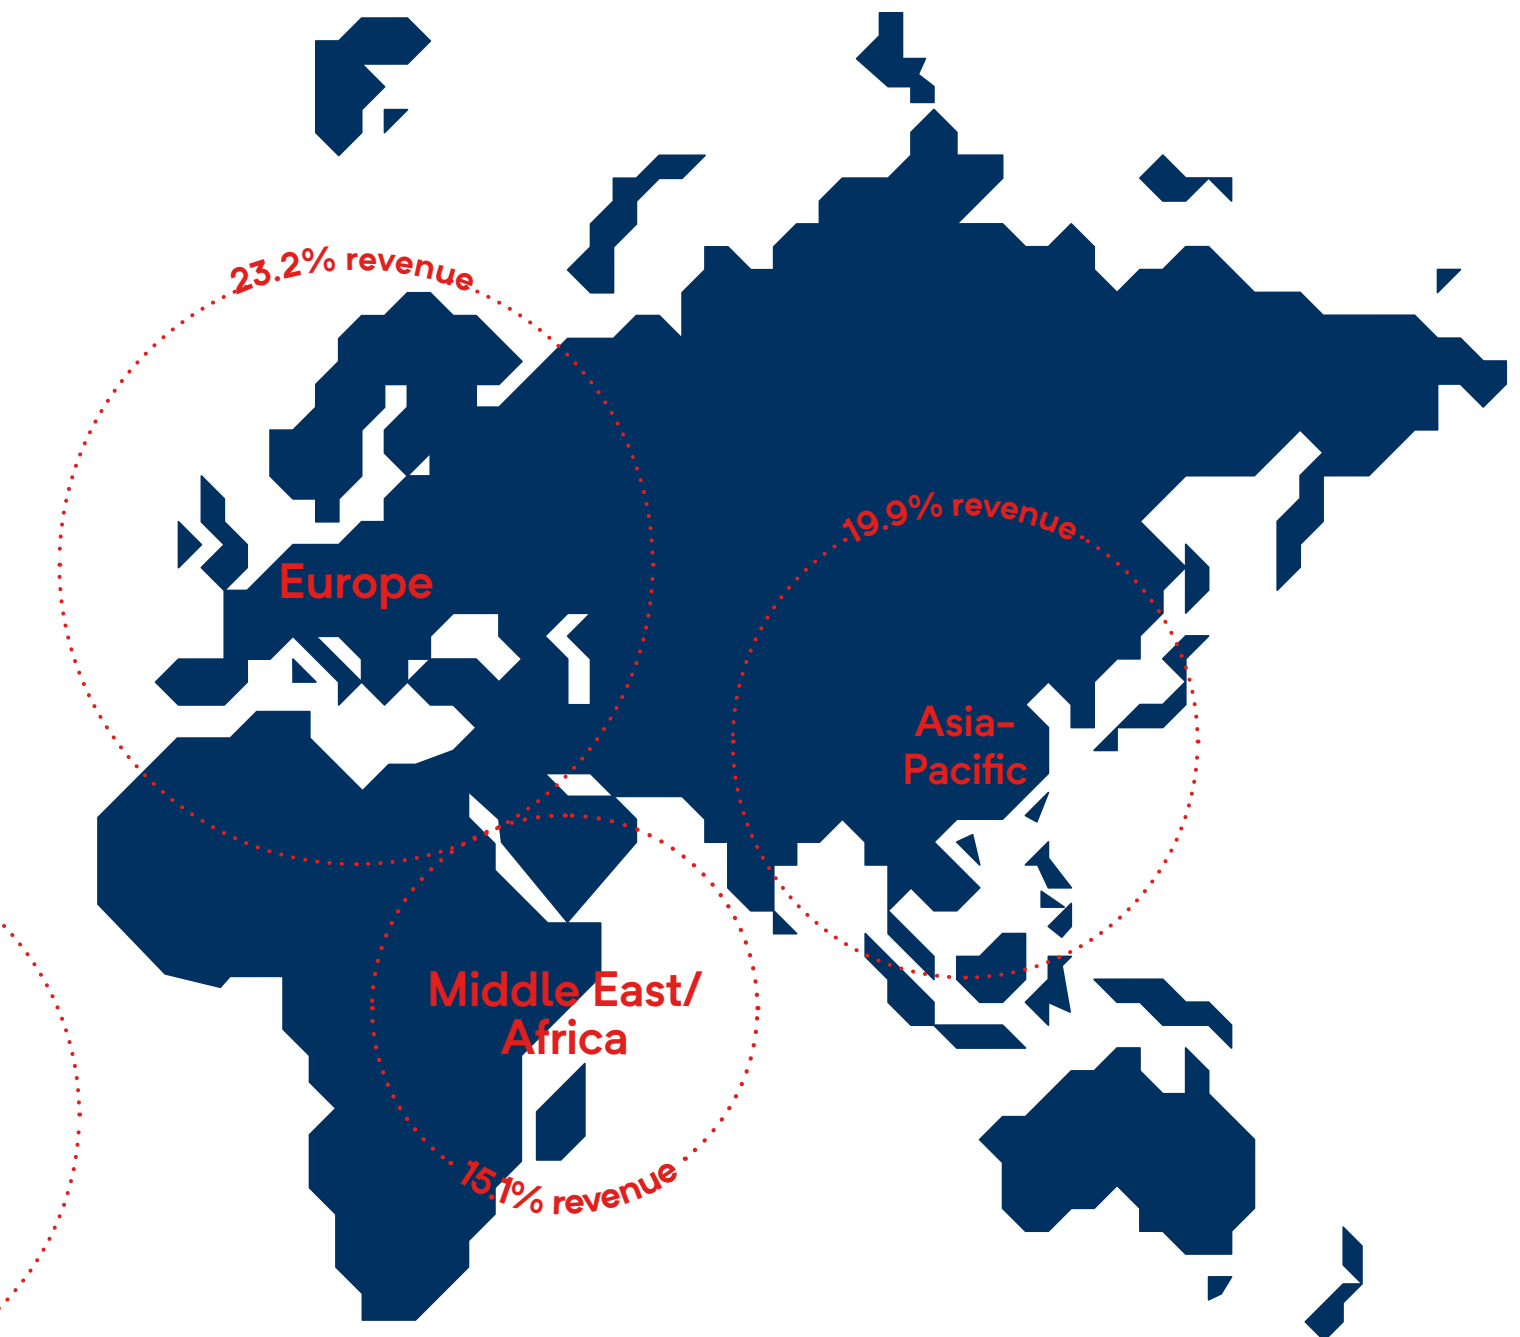 23.2% revenue
Europe
19.9% revenue
Asia-
Pacific
Middle East/
Africa
15.1% revenue